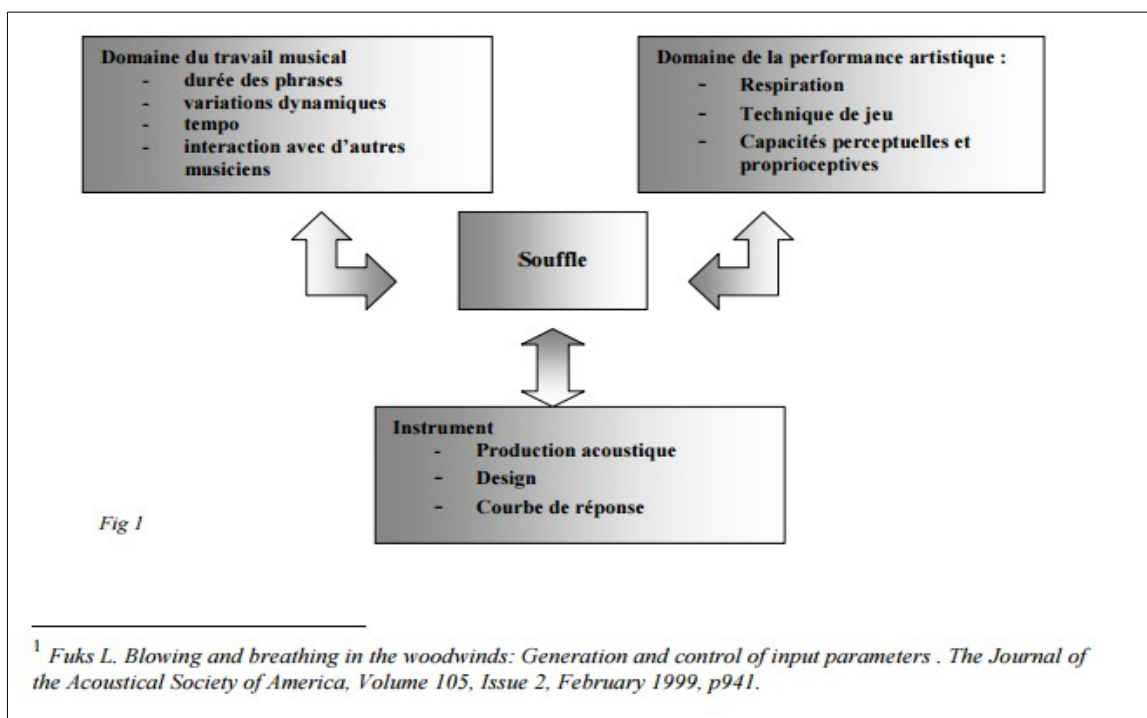 Domaine du travail musical
- durée des phrases
- variations dynamiques
- tempo
- interaction avec d'autres
musiciens
Domaine de la performance artistique :
- Respiration
- Technique de jeu
- Capacités perceptuelles et
proprioceptives
Souffle
Instrument
- Production acoustique
- Design
- Courbe de réponse
Fig 1
1 Fuks L. Blowing and breathing in the woodwinds: Generation and control of input parameters . The Journal of
the Acoustical Society of America, Volume 105, Issue 2, February 1999, p941.